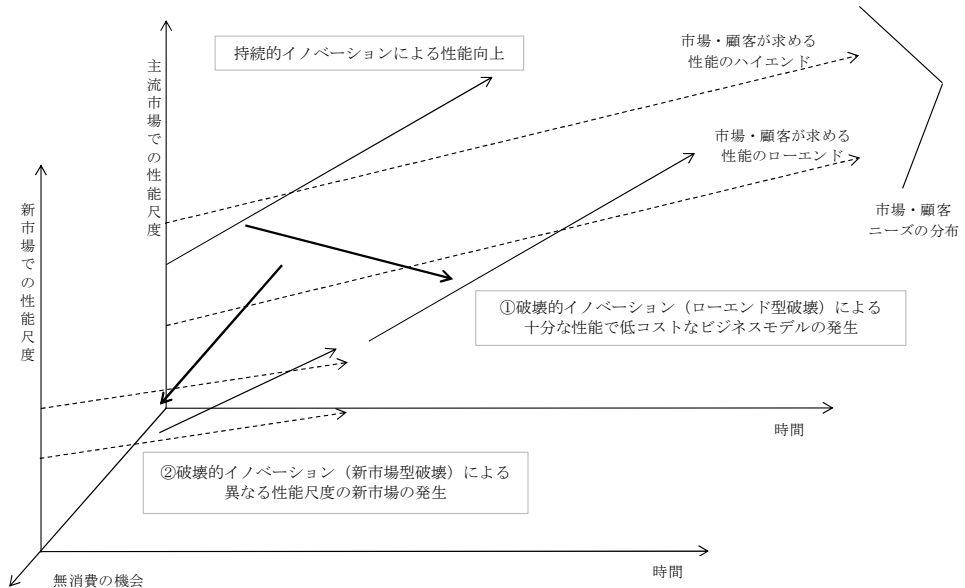 持続的イノベーションによる性能向上
市場・顧客が求める
性能のハイエンド
主流市場での性能尺度
市場・顧客が求める
性能のローエンド
新市場での性能尺度
市場・顧客
ニーズの分布
①破壊的イノベーション（ローエンド型破壊）による
十分な性能で低コストなビジネスモデルの発生
時間
②破壊的イノベーション（新市場型破壊）による
異なる性能尺度の新市場の発生
時間
無消費の機会